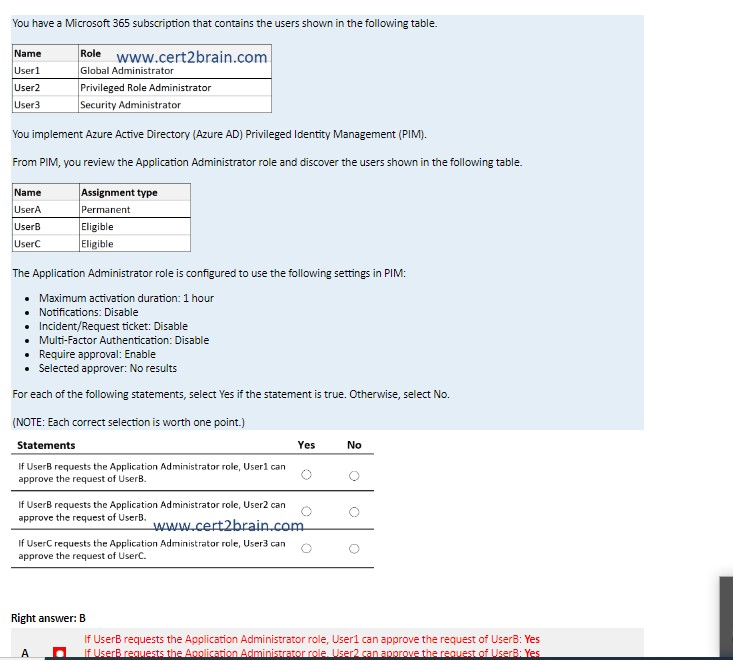 You have a Microsoft 365 subscription that contains the users shown in the following table.
Name Role www.cert2brain.com
User1 Global Administrator
User2 Privileged Role Administrator
User3 Security Administrator
You implement Azure Active Directory (Azure AD) Privileged Identity Management (PIM).
From PIM, you review the Application Administrator role and discover the users shown in the following table.
Name Assignment type
UserA Permanent
UserB Eligible
UserC Eligible
The Application Administrator role is configured to use the following settings in PIM:
• Maximum activation duration: 1 hour
• Notifications: Disable
• Incident/Request ticket: Disable
• Multi-Factor Authentication: Disable
• Require approval: Enable
• Selected approver: No results
For each of the following statements, select Yes if the statement is true. Otherwise, select No.
(NOTE: Each correct selection is worth one point.)
Statements Yes No
If UserB requests the Application Administrator role, User1 can
approve the request of UserB.
If UserB requests the Application Administrator role, User2 can
approve the request of UserB.
www.cert2brain.com
If UserC requests the Application Administrator role, User3 can
approve the request of UserC.
Right answer: B
If UserB requests the Application Administrator role, User1 can approve the request of UserB: Yes
A If UserB requests the Application Administrator role, User2 can approve the request of UserB: Yes